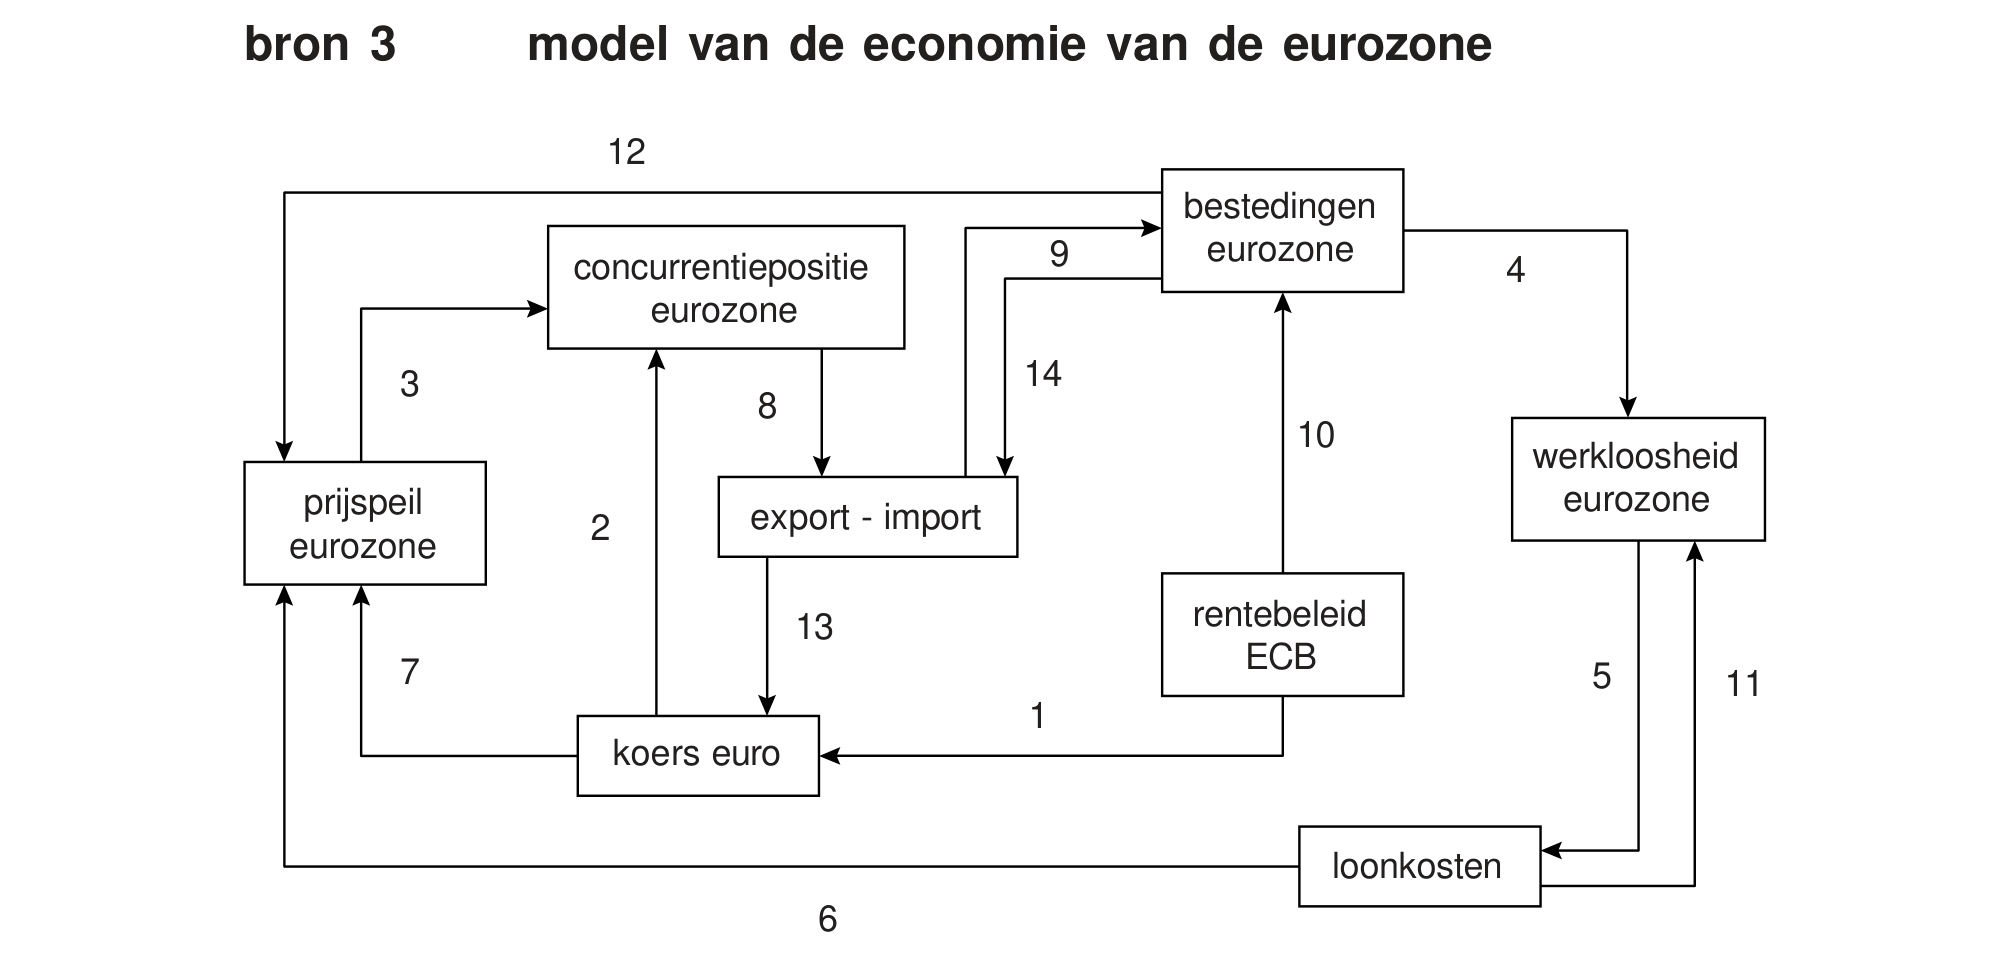 bron 3 model van de economie van de eurozone
12
bestedingen
eurozone
9
4
concurrentiepositie
eurozone
3
8
14
10
werkloosheid
eurozone
prijspeil
eurozone
2
export - import
13
rentebeleid
ECB
7
5
11
1
koers euro
loonkosten
6